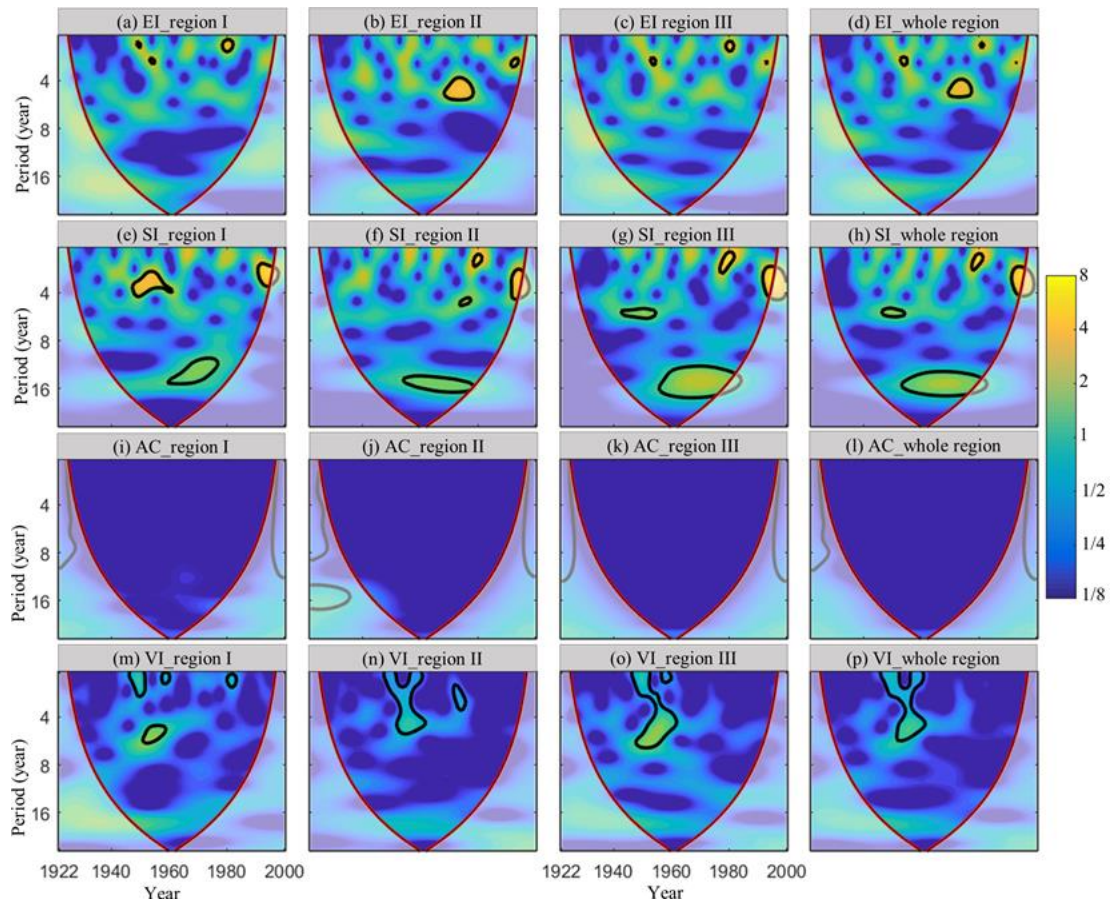 (a) EI_region I (b) EI_region II (c) EI region III (d) EI_whole region
Period (year)
4
8
16
(e) SI_region I (f) SI_region II (g) SI_region III (h) SI_whole region
Period (year)
4
8
16
8
4
2
1
1/2
1/4
1/8
(i) AC_region I (j) AC_region II (k) AC_region III (l) AC_whole region
Period (year)
4
8
16
(m) VI_region I (n) VI_region II (o) VI_region III (p) VI_whole region
Period (year)
4
8
16
1922 1940 1960 1980 2000 1922 1940 1960 1980 2000
Year Year